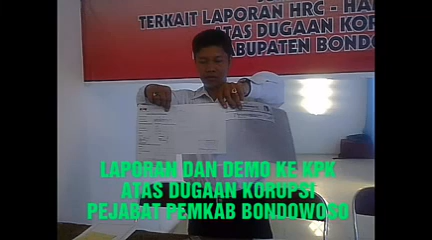 TERKAIT LAPORAN HRC - HA
ATAS DUGAAN KORU
KABUPATEN BONDO
LAPORAN DAN DEMO KE KPK
ATAS DUGAAN KORUPSI
PEJABAT PEMKAB BONDOWOSO